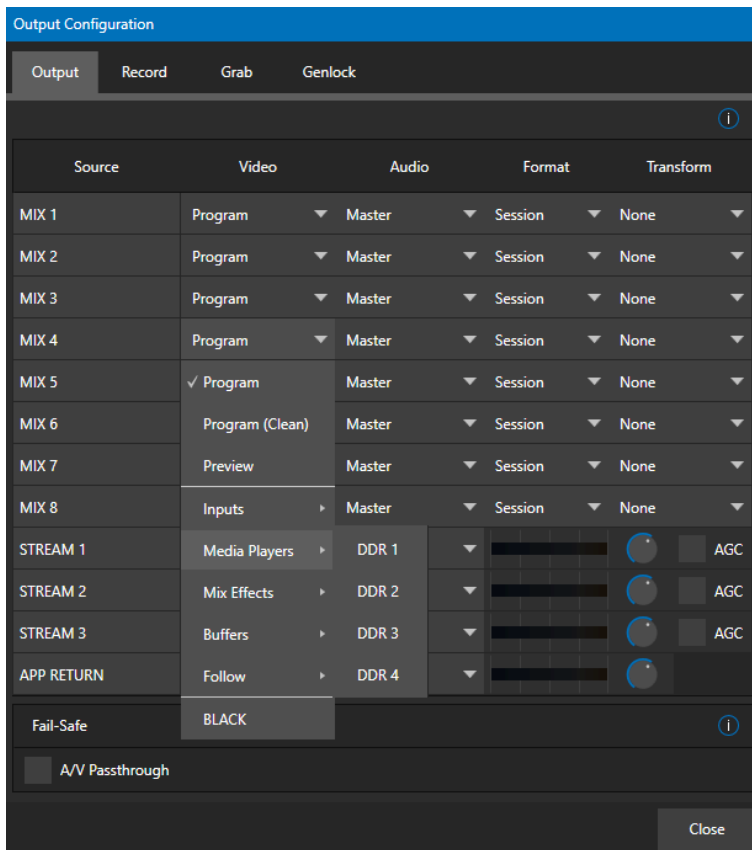 Output Configuration
Output Record Grab Genlock
i
Source Video Audio Format Transform
MIX 1 Program Master Session None
MIX 2 Program Master Session None
MIX 3 Program Master Session None
MIX 4 Program Master Session None
MIX 5 ✓ Program Master Session None
MIX 6 Program (Clean) Master Session None
MIX 7 Preview Master Session None
MIX 8 Inputs Master Session None
STREAM 1 Media Players DDR 1 AGC
STREAM 2 Mix Effects DDR 2 AGC
STREAM 3 Buffers DDR 3 AGC
APP RETURN Follow DDR 4
BLACK
Fail-Safe i
A/V Passthrough
Close